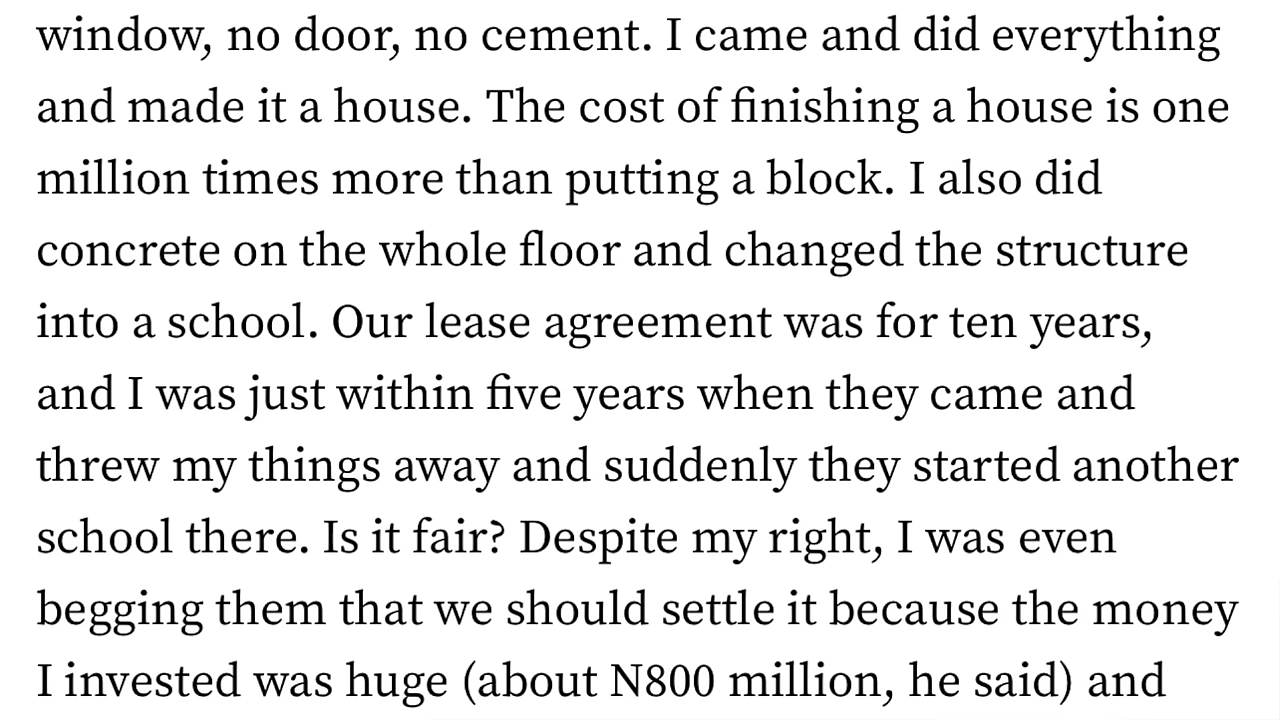 window, no door, no cement. I came and did everything
and made it a house. The cost of finishing a house is one
million times more than putting a block. I also did
concrete on the whole floor and changed the structure
into a school. Our lease agreement was for ten years,
and I was just within five years when they came and
threw my things away and suddenly they started another
school there. Is it fair? Despite my right, I was even
begging them that we should settle it because the money
I invested was huge (about N800 million, he said) and